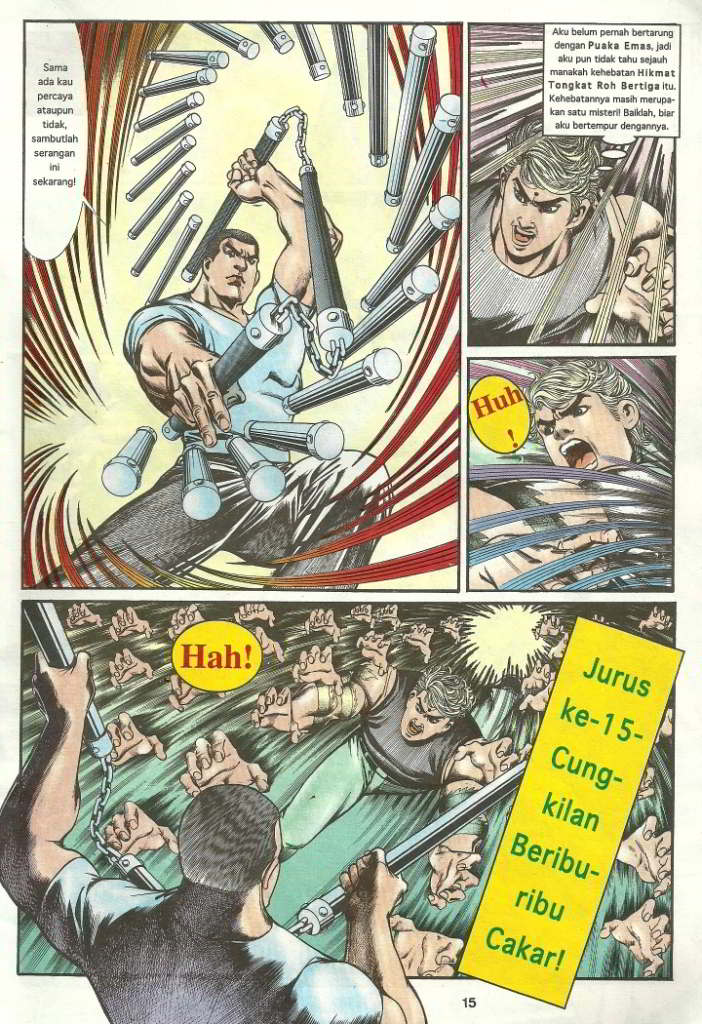 Sama
ada kau
percaya
ataupun
tidak,
sambutlah
serangan
ini
sekarang!
Aku belum pernah bertarung
dengan Puaka Emas, jadi
aku pun tidak tahu sejauh
manakah kehebatan Hikmat
Tongkat Roh Bertiga itu.
Kehebatannya masih merupa-
kan satu misteri! Baiklah, biar
aku bertempur dengannya.
Huh
!
Hah!
Jurus
ke-15-
Cung-
kilan
Beribu-
ribu
Cakar!
15